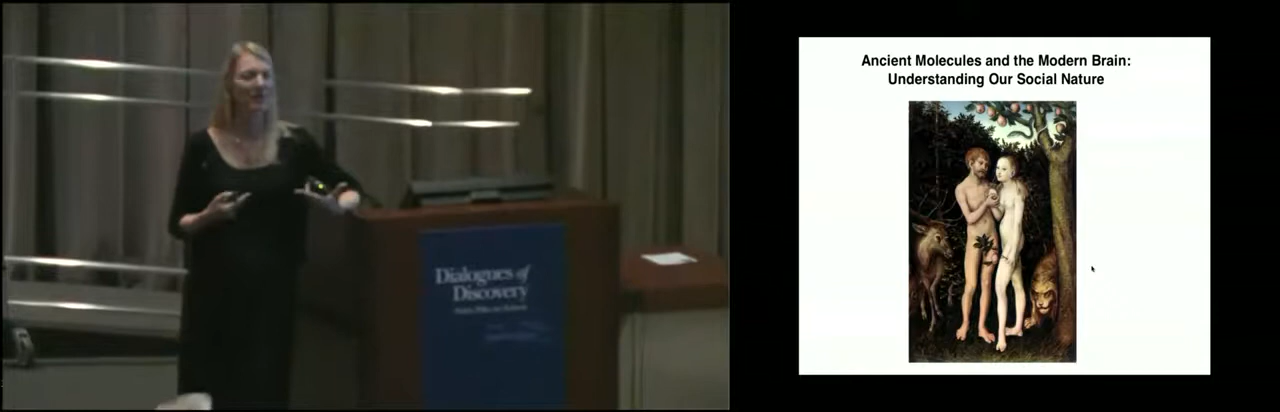 Dialogues of
Discovery
Ancient Molecules and the Modern Brain:
Understanding Our Social Nature